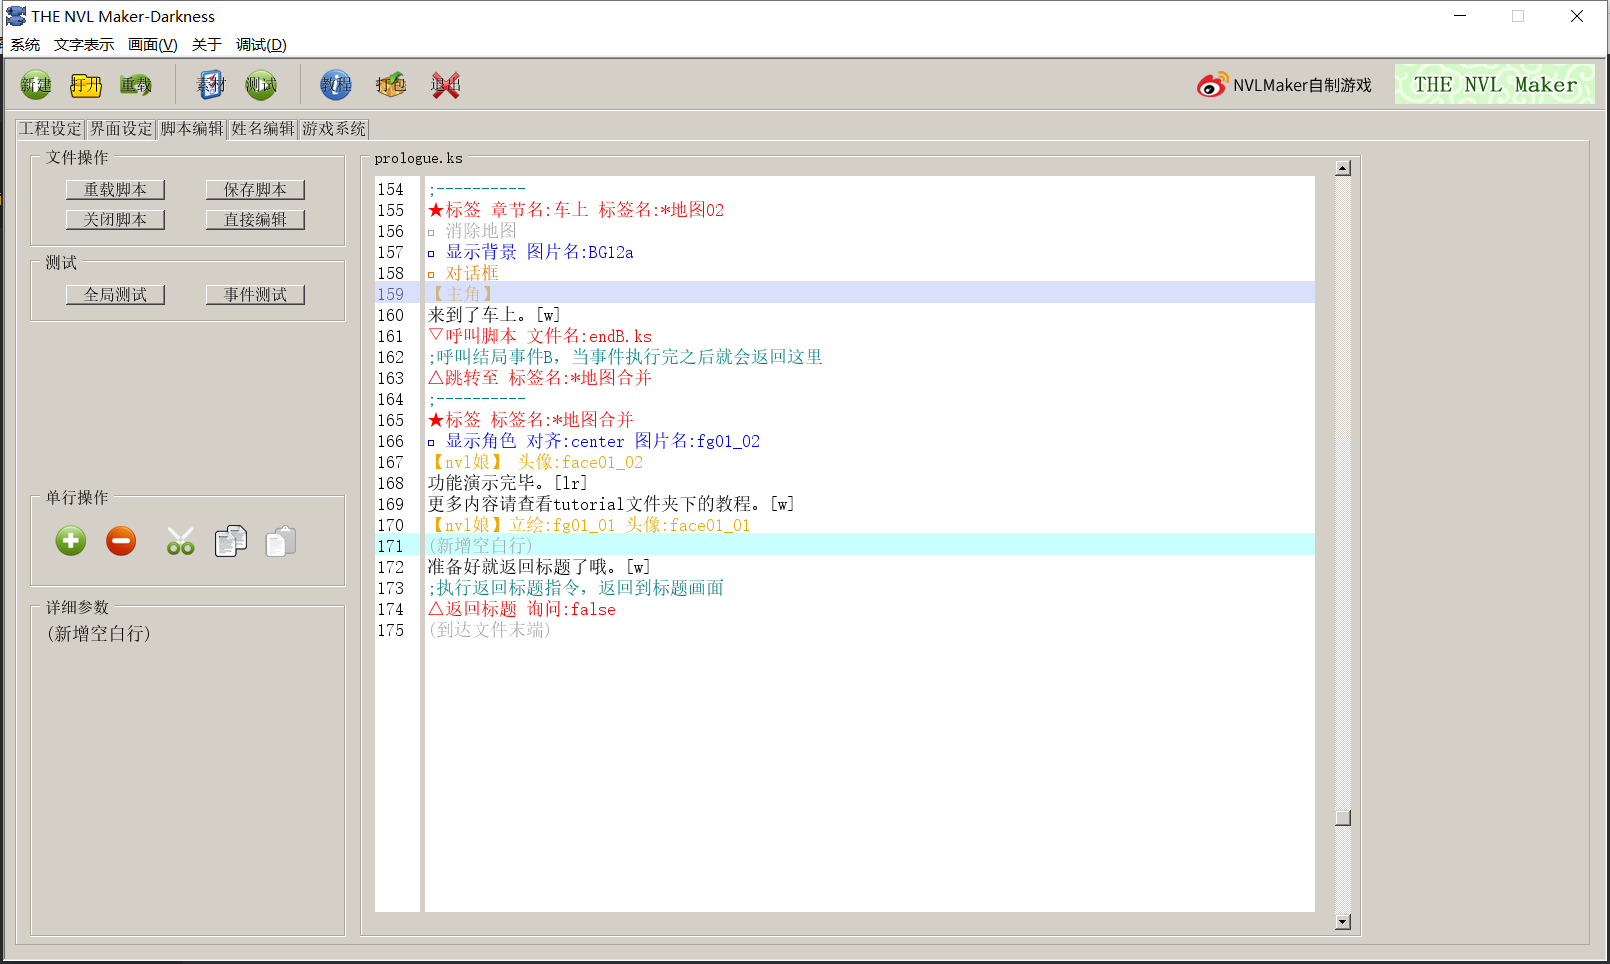 THE NVL Maker-Darkness
系统 文字表示 画面(V) 关于 调试(D)
新建 打开 重载 素材 测试 教程 打包 退出 NVLMaker自制游戏 THE NVL Maker
工程设定 界面设定 脚本编辑 姓名编辑 游戏系统
文件操作
重载脚本 保存脚本
关闭脚本 直接编辑
测试
全局测试 事件测试
单行操作
详细参数
(新增空白行)
prologue.ks
154 ;----------
155 ★标签 章节名:车上 标签名:*地图02
156 □ 消除地图
157 □ 显示背景 图片名:BG12a
158 □ 对话框
159 【主角】
160 来到了车上。[w]
161 ▽呼叫脚本 文件名:endB.ks
162 ;呼叫结局事件B，当事件执行完之后就会返回这里
163 △跳转至 标签名:*地图合并
164 ;----------
165 ★标签 标签名:*地图合并
166 □ 显示角色 对齐:center 图片名:fg01_02
167 【nvl娘】 头像:face01_02
168 功能演示完毕。[lr]
169 更多内容请查看tutorial文件夹下的教程。[w]
170 【nvl娘】立绘:fg01_01 头像:face01_01
171 (新增空白行)
172 准备好就返回标题了哦。[w]
173 ;执行返回标题指令，返回到标题画面
174 △返回标题 询问:false
175 (到达文件末端)